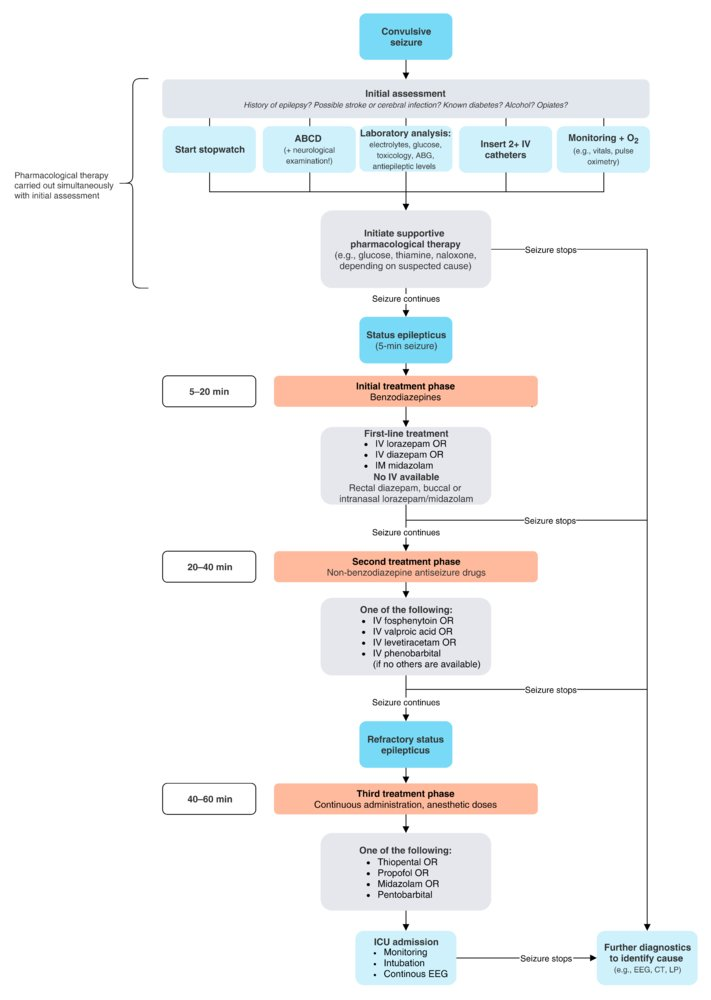 Convulsive
seizure
Initial assessment
History of epilepsy? Possible stroke or cerebral infection? Known diabetes? Alcohol? Opiates?
Start stopwatch
ABCD
(+ neurological
examination!)
Laboratory analysis:
electrolytes, glucose,
toxicology, ABG,
antiepileptic levels
Insert 2+ IV
catheters
Monitoring + O2
(e.g., vitals, pulse
oximetry)
Pharmacological therapy
carried out simultaneously
with initial assessment
Initiate supportive
pharmacological therapy
(e.g., glucose, thiamine, naloxone,
depending on suspected cause)
Seizure stops
Seizure continues
Status epilepticus
(5-min seizure)
5–20 min
Initial treatment phase
Benzodiazepines
First-line treatment
• IV lorazepam OR
• IV diazepam OR
• IM midazolam
No IV available
Rectal diazepam, buccal or
intranasal lorazepam/midazolam
Seizure stops
Seizure continues
20–40 min
Second treatment phase
Non-benzodiazepine antiseizure drugs
One of the following:
• IV fosphenytoin OR
• IV valproic acid OR
• IV levetiracetam OR
• IV phenobarbital
(if no others are available)
Seizure stops
Seizure continues
Refractory status
epilepticus
40–60 min
Third treatment phase
Continuous administration, anesthetic doses
One of the following:
• Thiopental OR
• Propofol OR
• Midazolam OR
• Pentobarbital
ICU admission
• Monitoring
• Intubation
• Continous EEG
Seizure stops
Further diagnostics
to identify cause
(e.g., EEG, CT, LP)